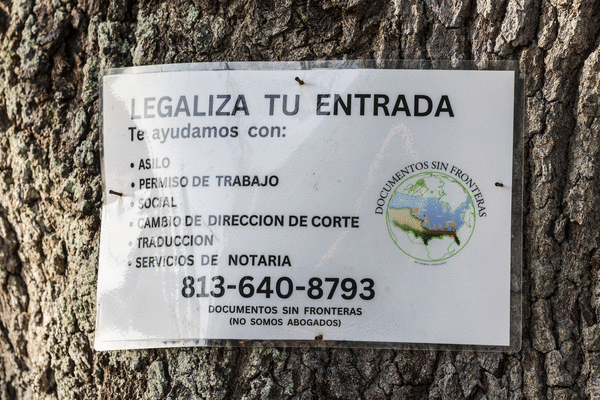 LEGALIZA TU ENTRADA
Te ayudamos con:
• ASILO
• PERMISO DE TRABAJO
• SOCIAL
• CAMBIO DE DIRECCION DE CORTE
• TRADUCCION
• SERVICIOS DE NOTARIA
DOCUMENTOS SIN FRONTERAS
813-640-8793
DOCUMENTOS SIN FRONTERAS
(NO SOMOS ABOGADOS)